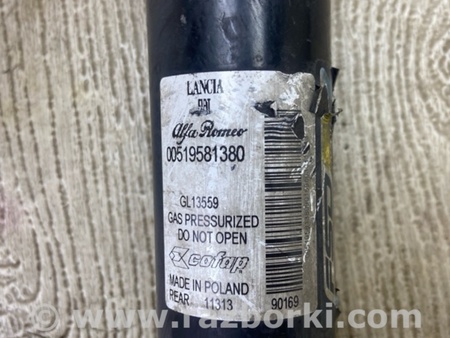 LANCIA
Alfa Romeo
00519581380
GL13559
GAS PRESSURIZED
DO NOT OPEN
cofap
MADE IN POLAND
REAR 11313 90169
www.razborki.com